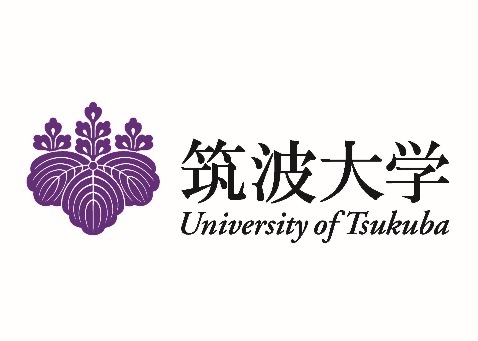 筑波大学
University of Tsukuba